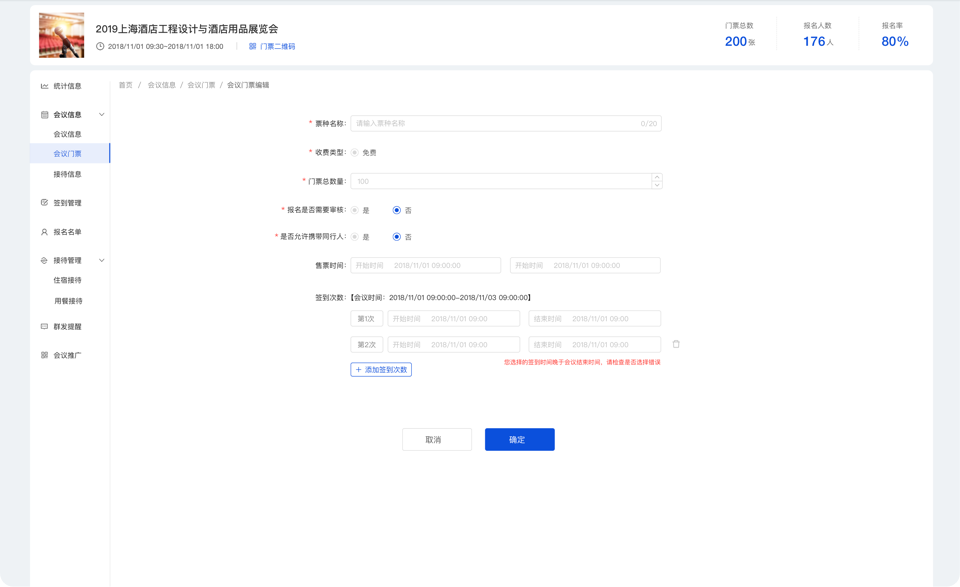 2019上海酒店工程设计与酒店用品展览会
2018/11/01 09:30~2018/11/01 18:00
门票二维码
门票总数
200 张
报名人数
176 人
报名率
80%
统计信息
会议信息
会议信息
会议门票
接待信息
签到管理
报名名单
接待管理
住宿接待
用餐接待
群发提醒
会议推广
首页 / 会议信息 / 会议门票 / 会议门票编辑
* 票种名称: 请输入票种名称 0/20
* 收费类型: 免费
* 门票总数量: 100
* 报名是否需要审核: 是 否
* 是否允许携带同行人: 是 否
售票时间: 开始时间 2018/11/01 09:00:00 开始时间 2018/11/01 09:00:00
签到次数:【会议时间: 2018/11/01 09:00:00~2018/11/03 09:00:00】
第1次 开始时间 2018/11/01 09:00 结束时间 2018/11/01 09:00
第2次 开始时间 2018/11/01 09:00 结束时间 2018/11/01 09:00
您选择的签到时间晚于会议结束时间，请检查是否选择错误
+ 添加签到次数
取消 确定